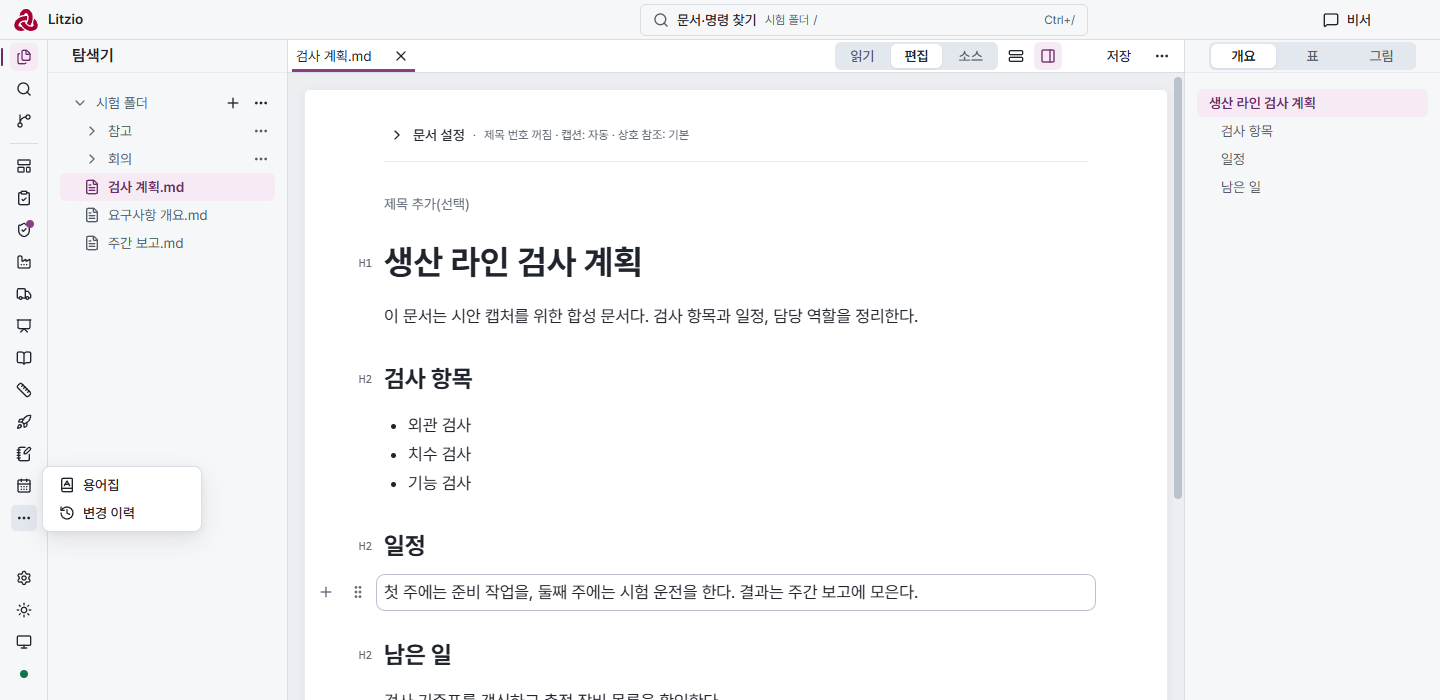 Litzio
문서·명령 찾기 시험 폴더 / Ctrl+/
비서
탐색기
시험 폴더
참고
회의
검사 계획.md
요구사항 개요.md
주간 보고.md
용어집
변경 이력
검사 계획.md
읽기 편집 소스
저장
문서 설정 · 제목 번호 꺼짐 · 캡션: 자동 · 상호 참조: 기본
제목 추가(선택)
H1 생산 라인 검사 계획
이 문서는 시안 캡처를 위한 합성 문서다. 검사 항목과 일정, 담당 역할을 정리한다.
H2 검사 항목
외관 검사
치수 검사
기능 검사
H2 일정
첫 주에는 준비 작업을, 둘째 주에는 시험 운전을 한다. 결과는 주간 보고에 모은다.
H2 남은 일
개요 표 그림
생산 라인 검사 계획
검사 항목
일정
남은 일